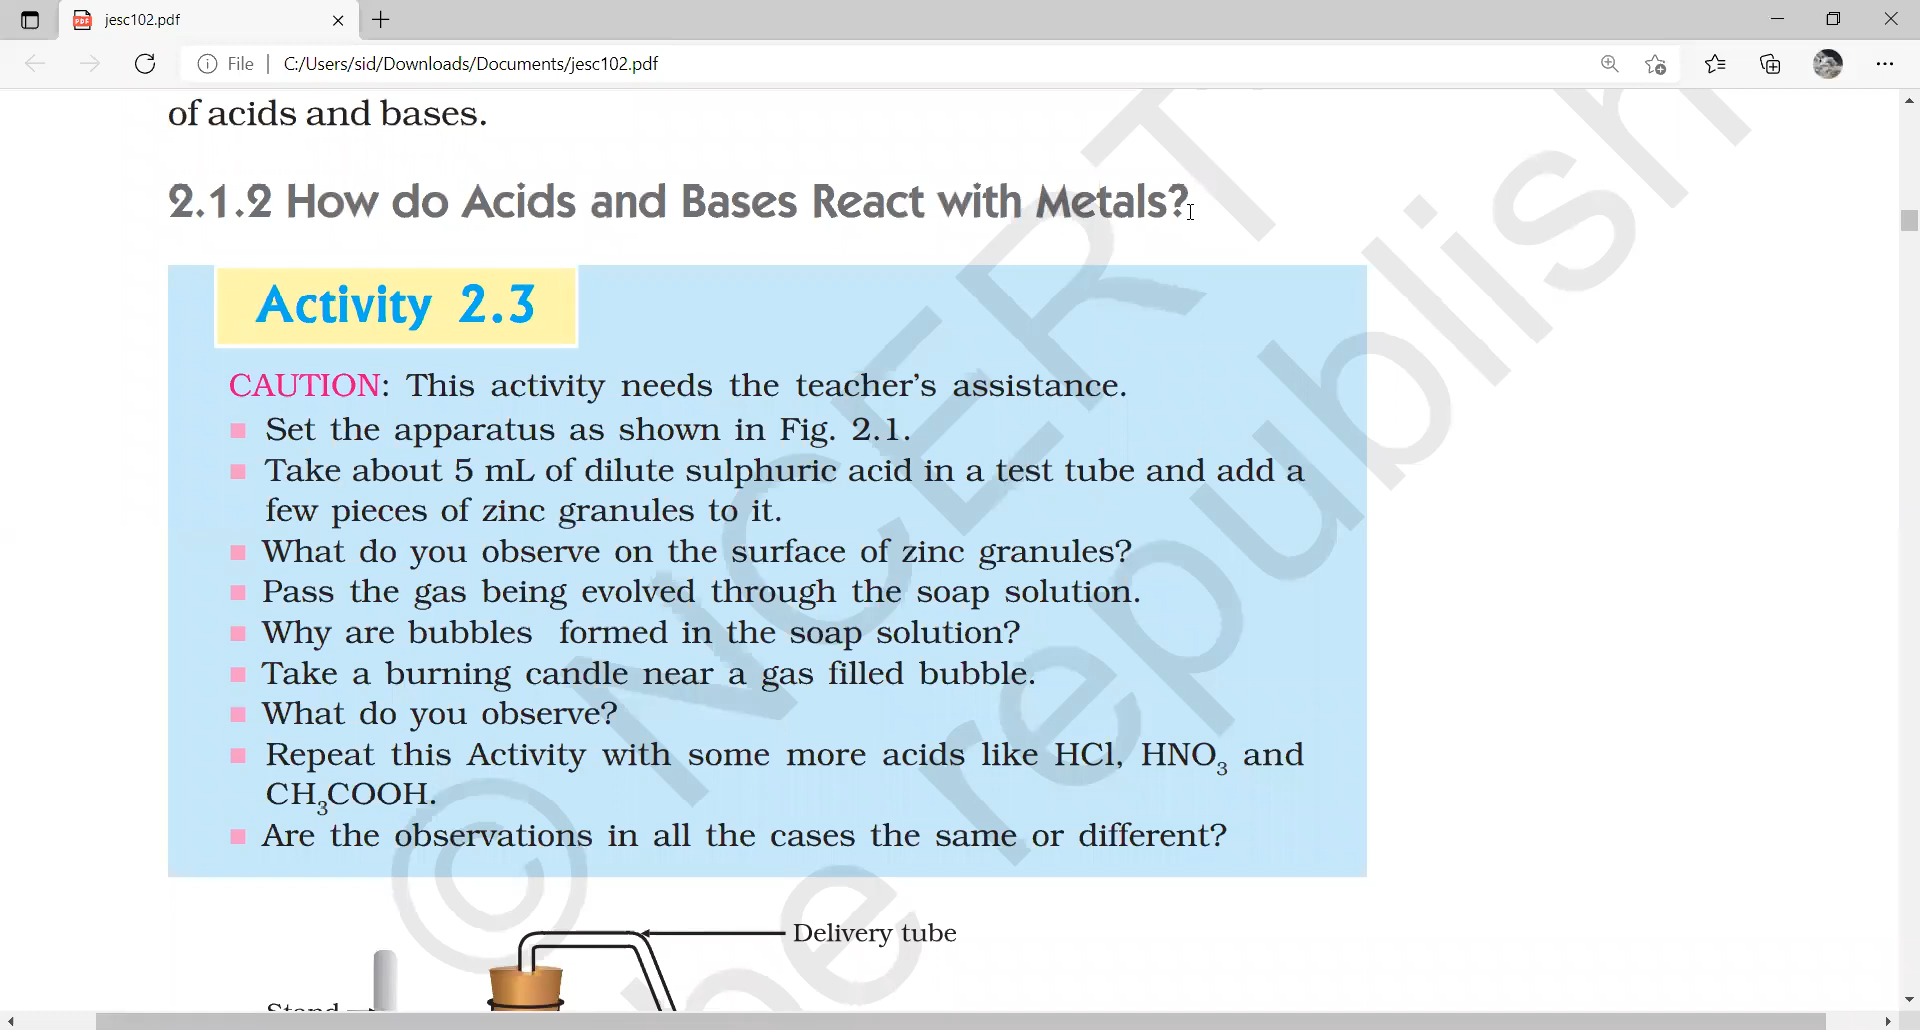 jesc102.pdf
File
C:/Users/sid/Downloads/Documents/jesc102.pdf
of acids and bases.
2.1.2 How do Acids and Bases React with Metals?
Activity 2.3
CAUTION: This activity needs the teacher’s assistance.
Set the apparatus as shown in Fig. 2.1.
Take about 5 mL of dilute sulphuric acid in a test tube and add a
few pieces of zinc granules to it.
What do you observe on the surface of zinc granules?
Pass the gas being evolved through the soap solution.
Why are bubbles formed in the soap solution?
Take a burning candle near a gas filled bubble.
What do you observe?
Repeat this Activity with some more acids like HCl, HNO₃ and
CH₃COOH.
Are the observations in all the cases the same or different?
Delivery tube
Stand
© NCERT
be republish